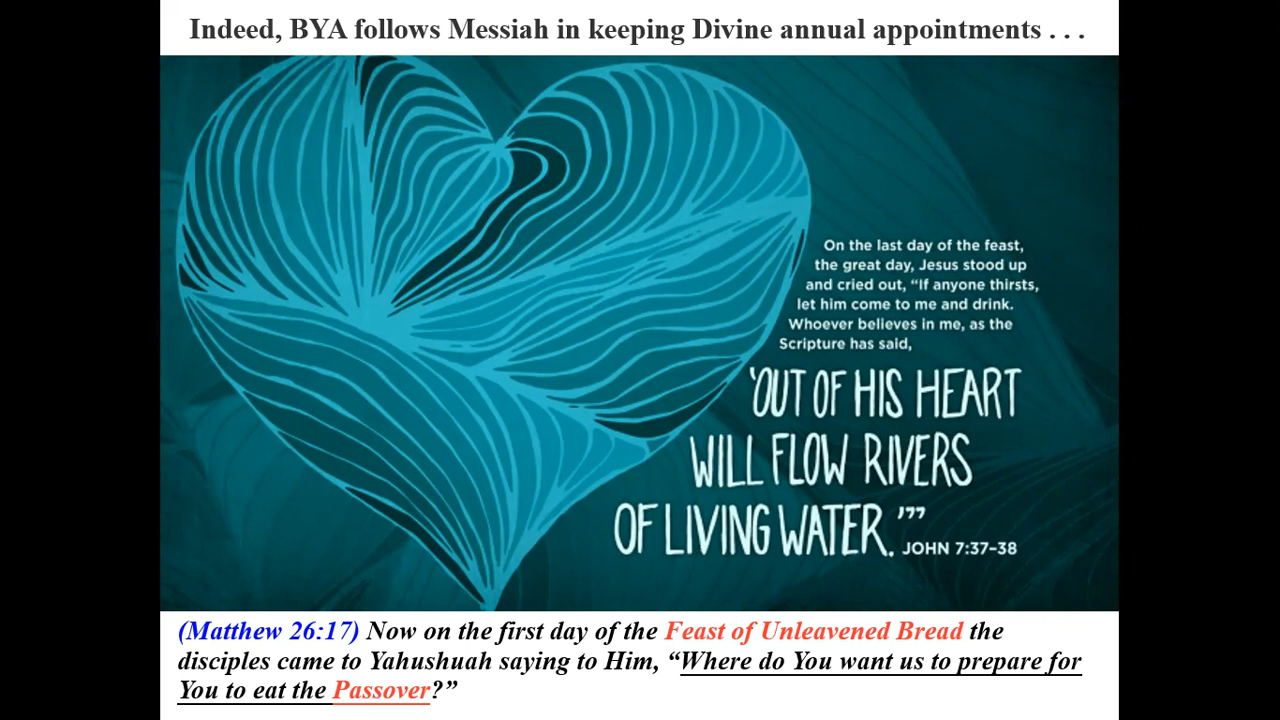 Indeed, BYA follows Messiah in keeping Divine annual appointments . . .
On the last day of the feast,
the great day, Jesus stood up
and cried out, “If anyone thirsts,
let him come to me and drink.
Whoever believes in me, as the
Scripture has said,
‘OUT OF HIS HEART
WILL FLOW RIVERS
OF LIVING WATER.’”” JOHN 7:37–38
(Matthew 26:17) Now on the first day of the Feast of Unleavened Bread the
disciples came to Yahushuah saying to Him, “Where do You want us to prepare for
You to eat the Passover?”